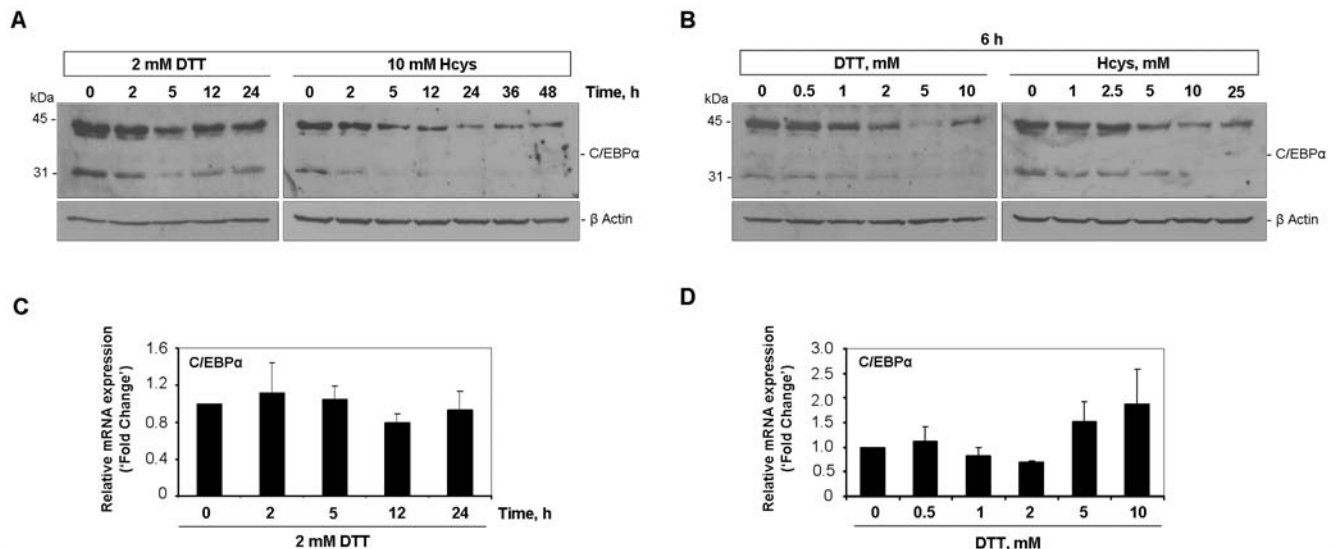 A
2 mM DTT
10 mM Hcys
0 2 5 12 24
0 2 5 12 24 36 48
Time, h
kDa
45 -
31 -
- C/EBPα
- β Actin
B
6 h
DTT, mM
Hcys, mM
0 0.5 1 2 5 10
0 1 2.5 5 10 25
kDa
45 -
31 -
- C/EBPα
- β Actin
C
Relative mRNA expression
('Fold Change')
C/EBPα
1.6
1.2
0.8
0.4
0
0 2 5 12 24
Time, h
2 mM DTT
D
Relative mRNA expression
('Fold Change')
C/EBPα
3.0
2.5
2.0
1.5
1.0
0.5
0
0 0.5 1 2 5 10
DTT, mM